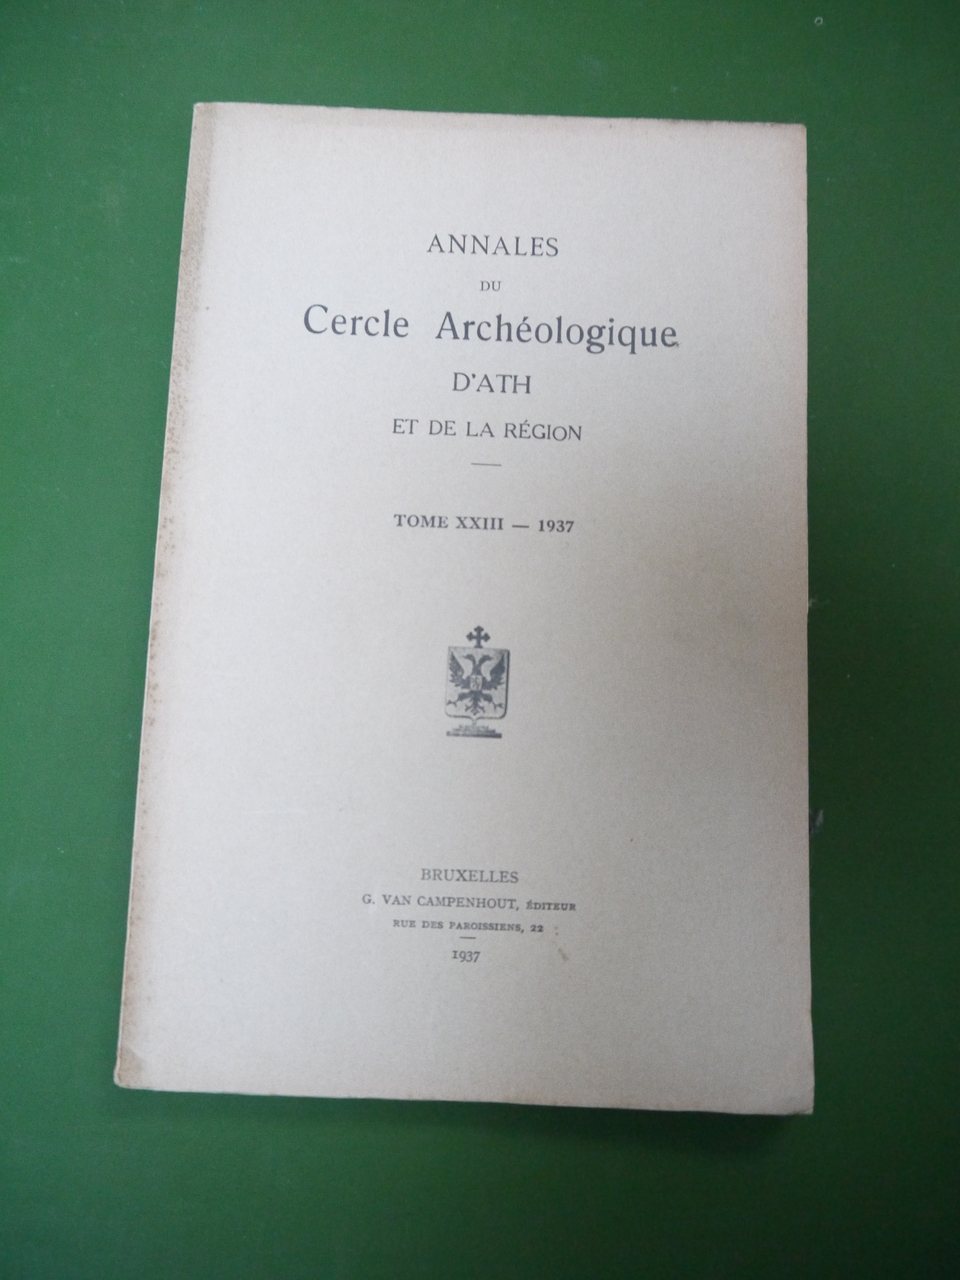 ANNALES
DU
Cercle Archéologique
D'ATH
ET DE LA RÉGION
TOME XXIII — 1937
BRUXELLES
G. VAN CAMPENHOUT, ÉDITEUR
RUE DES PAROISSIENS, 22
1937